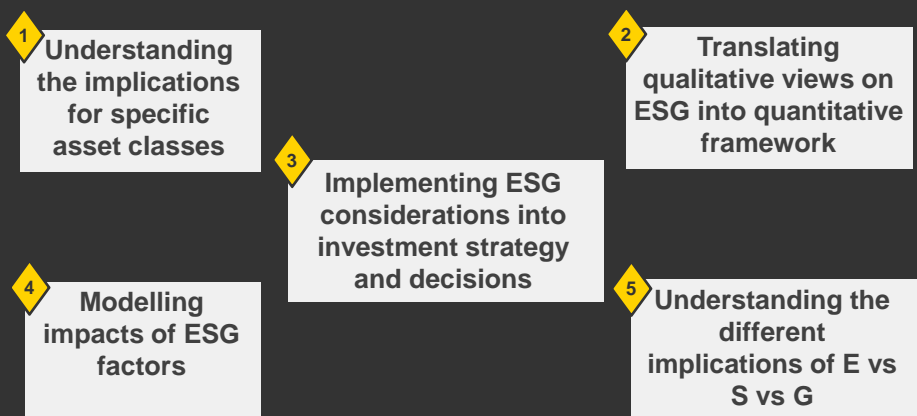 1
Understanding
the implications
for specific
asset classes
2
Translating
qualitative views on
ESG into quantitative
framework
3
Implementing ESG
considerations into
investment strategy
and decisions
4
Modelling
impacts of ESG
factors
5
Understanding the
different
implications of E vs
S vs G